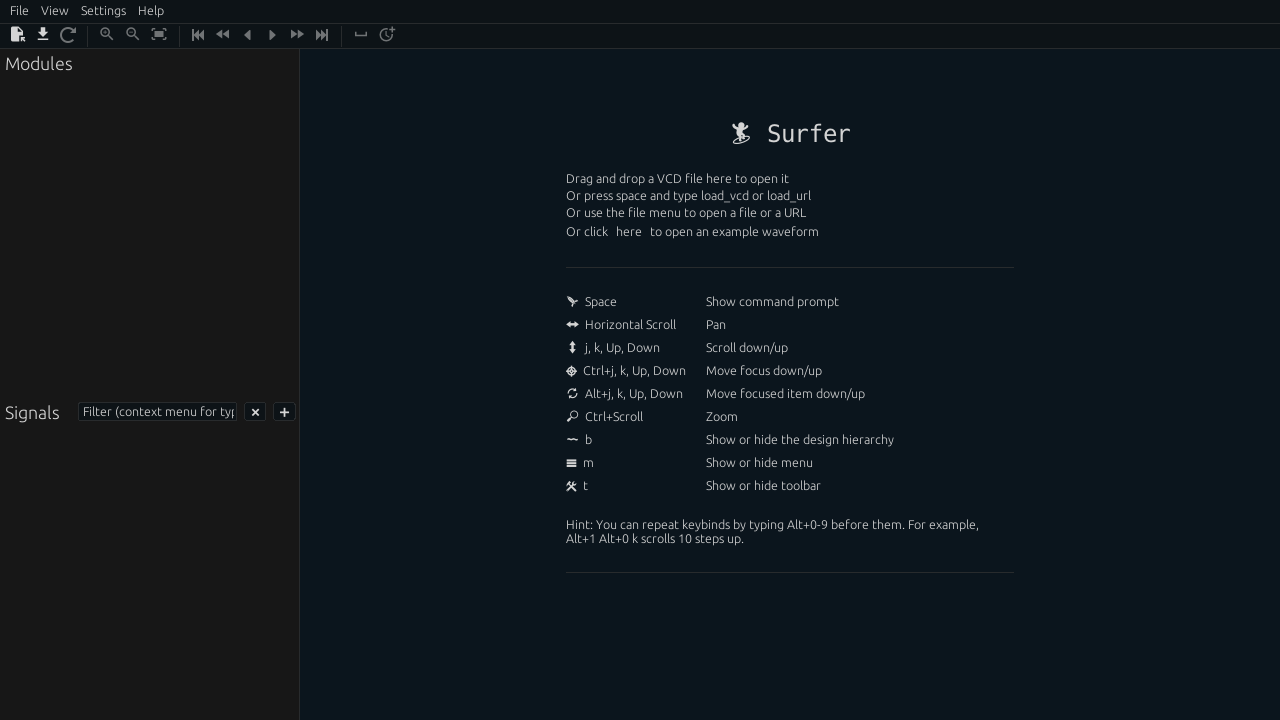 File View Settings Help
Modules
Surfer
Drag and drop a VCD file here to open it
Or press space and type load_vcd or load_url
Or use the file menu to open a file or a URL
Or click here to open an example waveform
Space Show command prompt
Horizontal Scroll Pan
j, k, Up, Down Scroll down/up
Ctrl+j, k, Up, Down Move focus down/up
Alt+j, k, Up, Down Move focused item down/up
Ctrl+Scroll Zoom
b Show or hide the design hierarchy
m Show or hide menu
t Show or hide toolbar
Hint: You can repeat keybinds by typing Alt+0-9 before them. For example,
Alt+1 Alt+0 k scrolls 10 steps up.
Signals Filter (context menu for typ